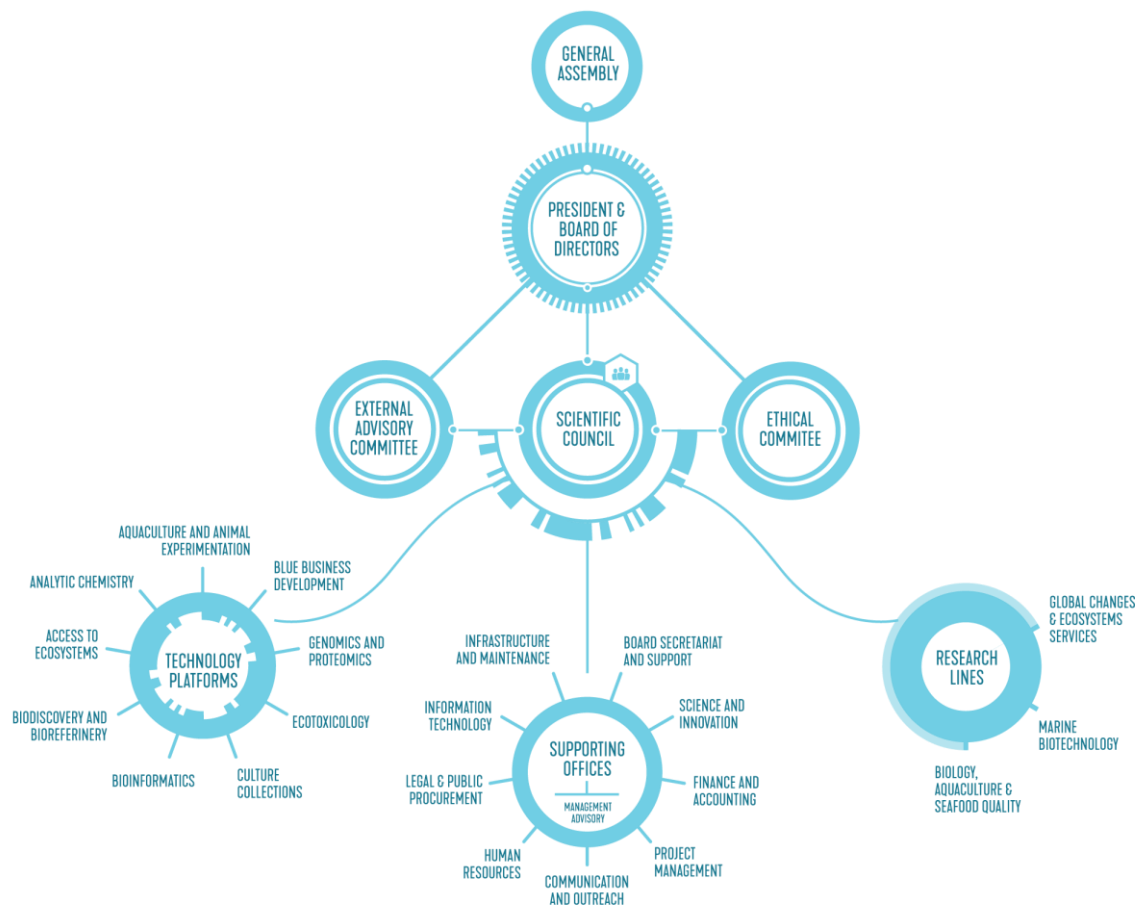 GENERAL
ASSEMBLY
PRESIDENT &
BOARD OF
DIRECTORS
EXTERNAL
ADVISORY
COMMITTEE
SCIENTIFIC
COUNCIL
ETHICAL
COMMITEE
AQUACULTURE AND ANIMAL
EXPERIMENTATION
BLUE BUSINESS
DEVELOPMENT
ANALYTIC CHEMISTRY
ACCESS TO
ECOSYSTEMS
TECHNOLOGY
PLATFORMS
GENOMICS AND
PROTEOMICS
BIODISCOVERY AND
BIOREFERINERY
ECOTOXICOLOGY
BIOINFORMATICS
CULTURE
COLLECTIONS
INFRASTRUCTURE
AND MAINTENANCE
BOARD SECRETARIAT
AND SUPPORT
INFORMATION
TECHNOLOGY
SCIENCE AND
INNOVATION
SUPPORTING
OFFICES
MANAGEMENT
ADVISORY
LEGAL & PUBLIC
PROCUREMENT
FINANCE AND
ACCOUNTING
HUMAN
RESOURCES
PROJECT
MANAGEMENT
COMMUNICATION
AND OUTREACH
GLOBAL CHANGES
& ECOSYSTEMS
SERVICES
RESEARCH
LINES
MARINE
BIOTECHNOLOGY
BIOLOGY,
AQUACULTURE &
SEAFOOD QUALITY